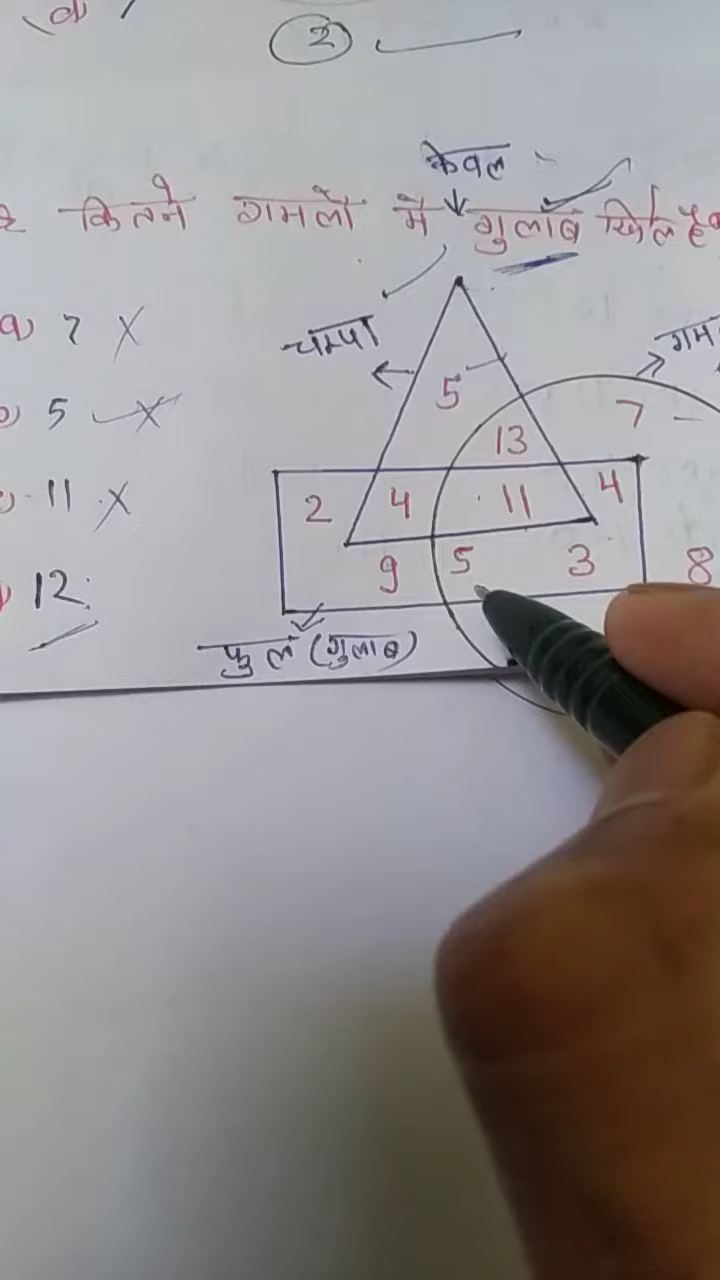 2
केवल
कितने गमलो में गुलाब खिले
a) 7 X
चम्पा
5 X
5
7
13
11 X
2 4 11 4
9 5 3 8
12
फुल (गुलाब)